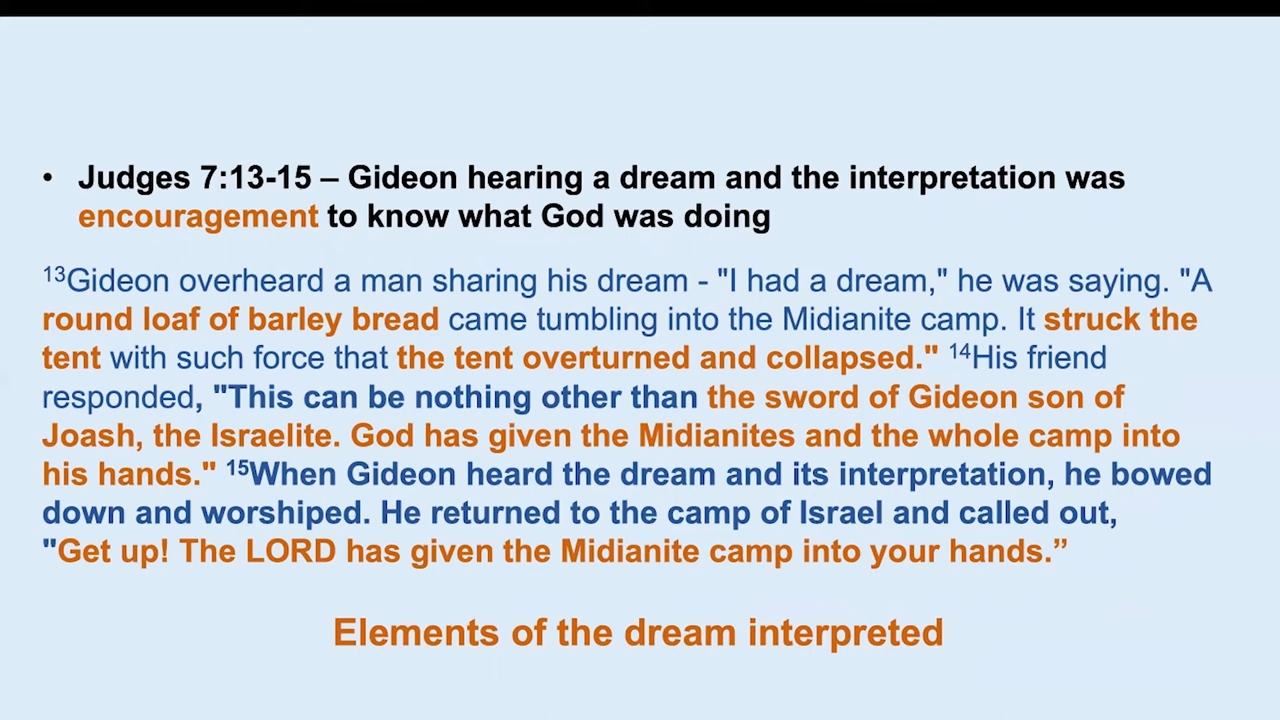 • Judges 7:13-15 – Gideon hearing a dream and the interpretation was
encouragement to know what God was doing
13Gideon overheard a man sharing his dream - "I had a dream," he was saying. "A
round loaf of barley bread came tumbling into the Midianite camp. It struck the
tent with such force that the tent overturned and collapsed." 14His friend
responded, "This can be nothing other than the sword of Gideon son of
Joash, the Israelite. God has given the Midianites and the whole camp into
his hands." 15When Gideon heard the dream and its interpretation, he bowed
down and worshiped. He returned to the camp of Israel and called out,
"Get up! The LORD has given the Midianite camp into your hands.”
Elements of the dream interpreted